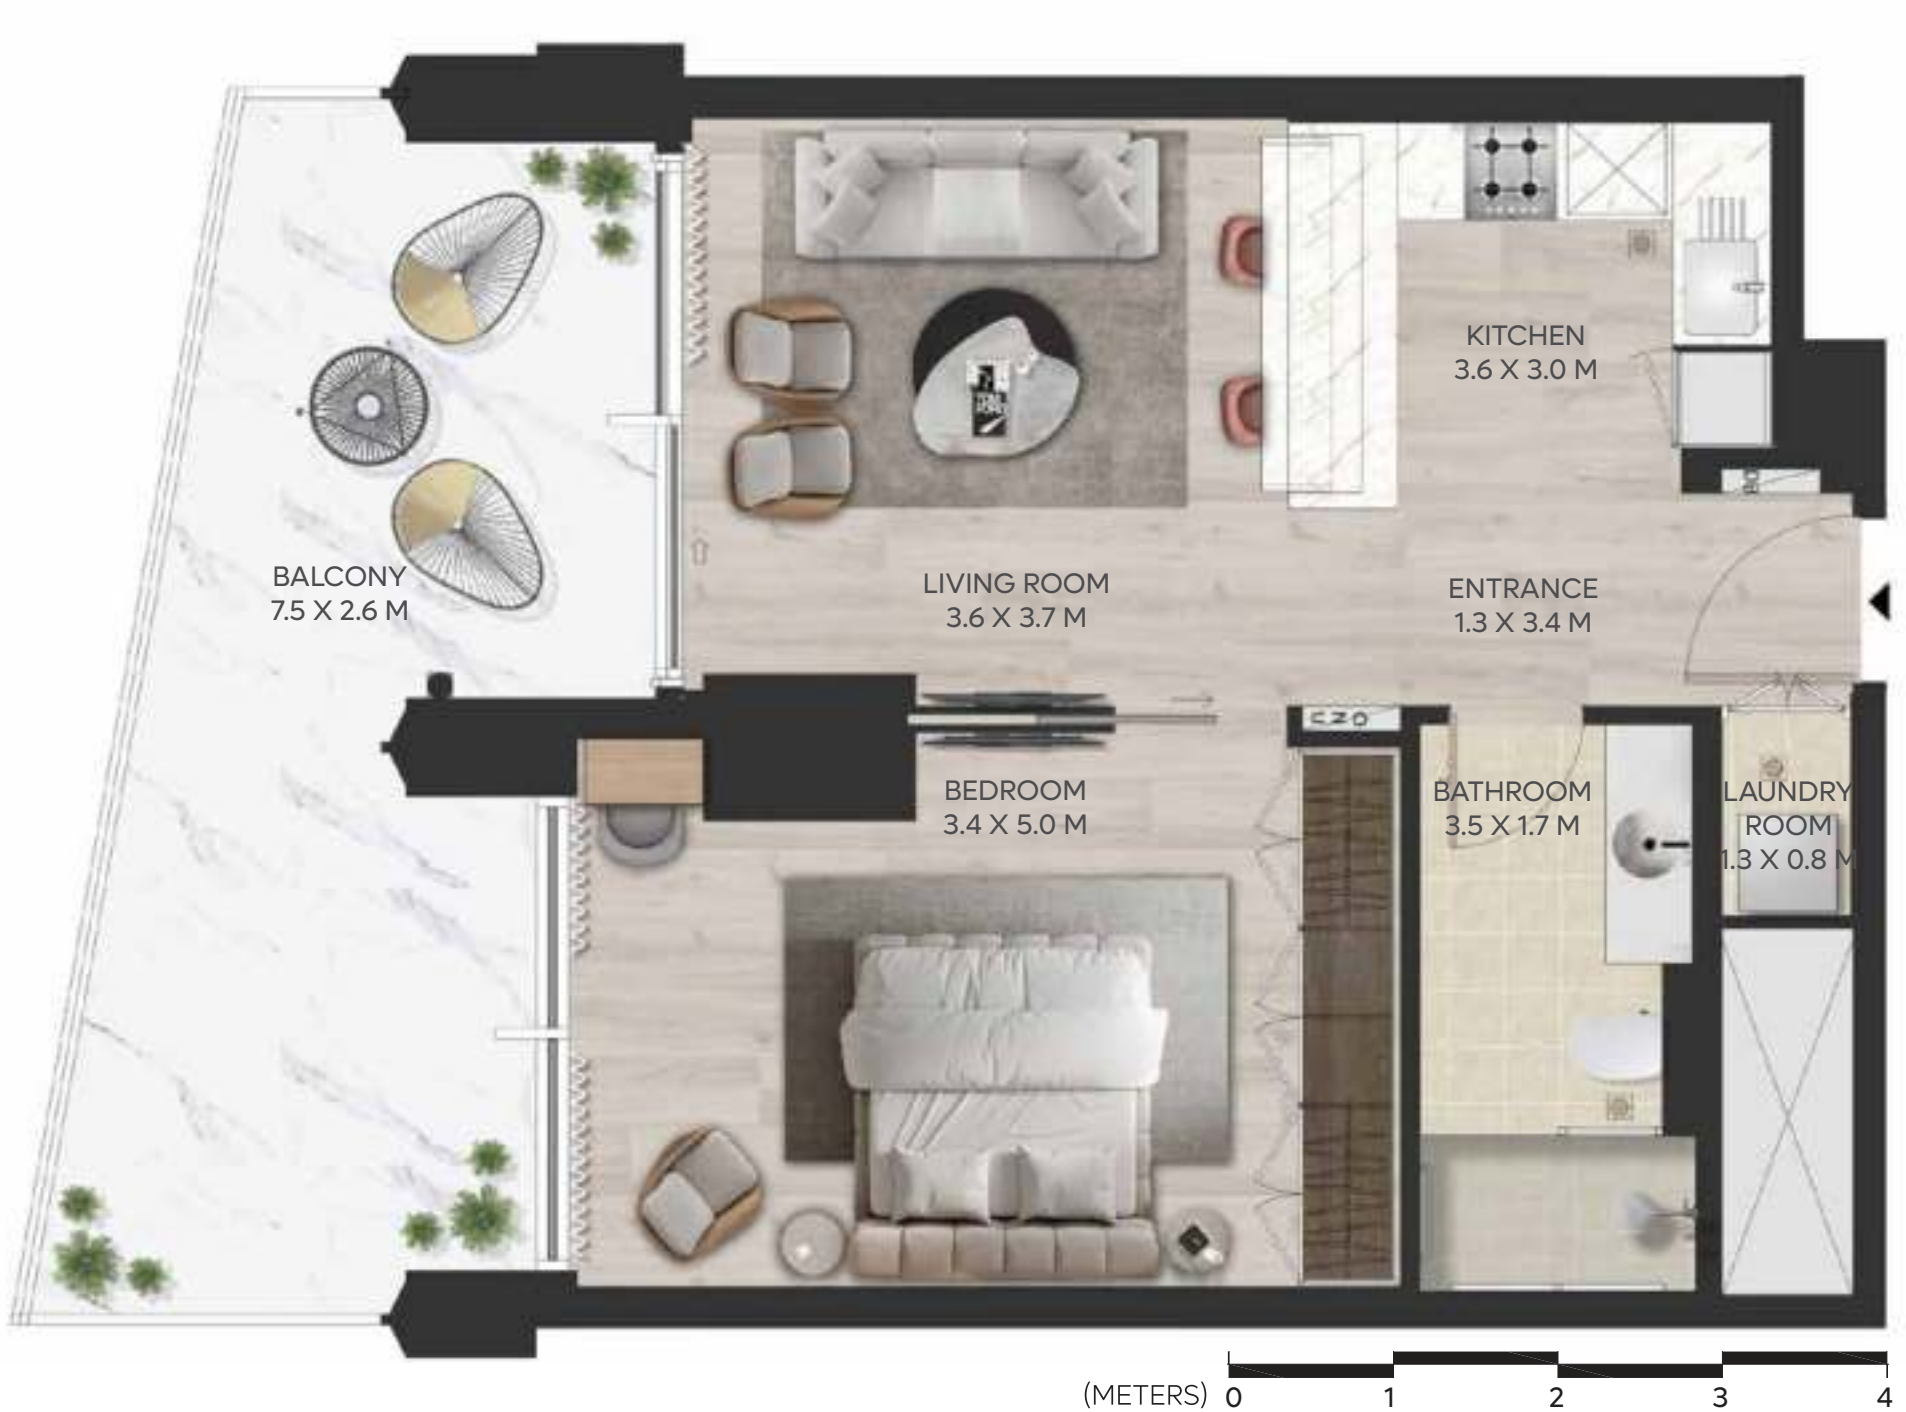 KITCHEN
3.6 X 3.0 M
BALCONY
7.5 X 2.6 M
LIVING ROOM
3.6 X 3.7 M
ENTRANCE
1.3 X 3.4 M
BEDROOM
3.4 X 5.0 M
BATHROOM
3.5 X 1.7 M
LAUNDRY
ROOM
1.3 X 0.8 M
(METERS) 0 1 2 3 4